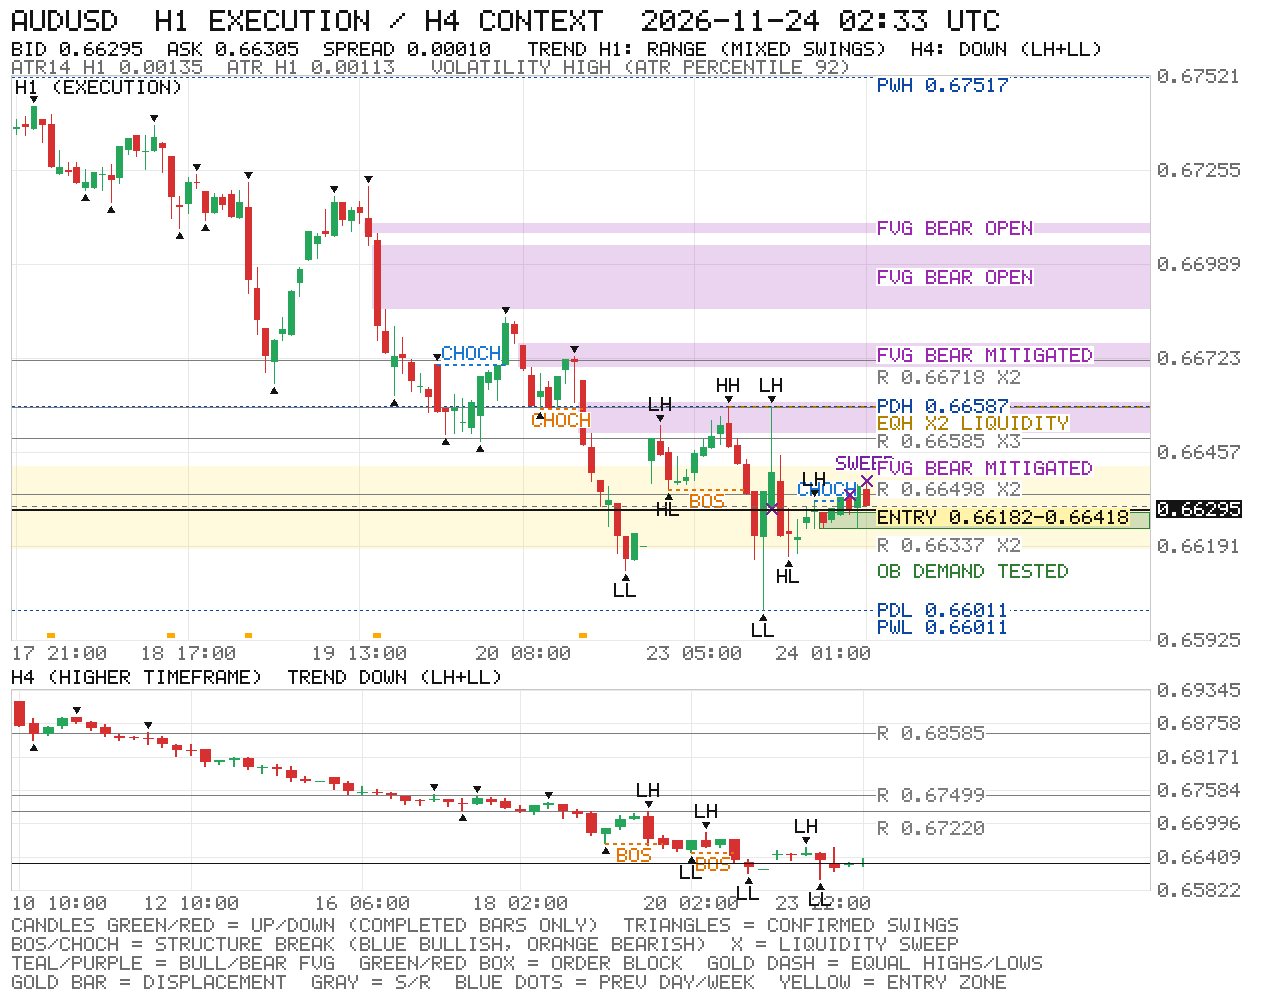 AUDUSD  H1 EXECUTION / H4 CONTEXT  2026-11-24 02:33 UTC
BID 0.66295  ASK 0.66305  SPREAD 0.00010   TREND H1: RANGE (MIXED SWINGS)  H4: DOWN (LH+LL)
ATR14 H1 0.00135  ATR H1 0.00113   VOLATILITY HIGH (ATR PERCENTILE 92)
H1 (EXECUTION)
0.67521
PWH 0.67517
0.67255
FVG BEAR OPEN
0.66989
FVG BEAR OPEN
CHOCH
FVG BEAR MITIGATED
0.66723
R 0.66718 X2
HH
LH
LH
PDH 0.66587
CHOCH
EQH X2 LIQUIDITY
R 0.66585 X3
0.66457
SWEEP
FVG BEAR MITIGATED
LH
CHOCH
R 0.66498 X2
BOS
HL
0.66295
ENTRY 0.66182-0.66418
R 0.66337 X2
0.66191
HL
OB DEMAND TESTED
LL
PDL 0.66011
LL
PWL 0.66011
0.65925
17 21:00
18 17:00
19 13:00
20 08:00
23 05:00
24 01:00
H4 (HIGHER TIMEFRAME)  TREND DOWN (LH+LL)
0.69345
0.68758
R 0.68585
0.68171
0.67584
R 0.67499
LH
LH
R 0.67220
0.66996
LH
BOS
BOS
0.66409
LL
LL
LL
0.65822
10 10:00
12 10:00
16 06:00
18 02:00
20 02:00
23 22:00
CANDLES GREEN/RED = UP/DOWN (COMPLETED BARS ONLY)  TRIANGLES = CONFIRMED SWINGS
BOS/CHOCH = STRUCTURE BREAK (BLUE BULLISH, ORANGE BEARISH)  X = LIQUIDITY SWEEP
TEAL/PURPLE = BULL/BEAR FVG  GREEN/RED BOX = ORDER BLOCK  GOLD DASH = EQUAL HIGHS/LOWS
GOLD BAR = DISPLACEMENT  GRAY = S/R  BLUE DOTS = PREV DAY/WEEK  YELLOW = ENTRY ZONE